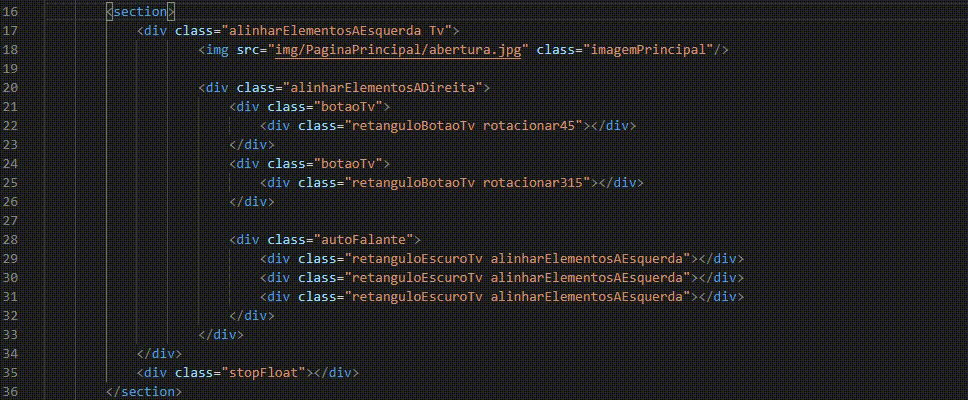 16 <section>
17 <div class="alinharElementosAEsquerda Tv">
18 <img src="img/PaginaPrincipal/abertura.jpg" class="imagemPrincipal"/>
19
20 <div class="alinharElementosADireita">
21 <div class="botaoTv">
22 <div class="retanguloBotaoTv rotacionar45"></div>
23 </div>
24 <div class="botaoTv">
25 <div class="retanguloBotaoTv rotacionar315"></div>
26 </div>
27
28 <div class="autoFalante">
29 <div class="retanguloEscuroTv alinharElementosAEsquerda"></div>
30 <div class="retanguloEscuroTv alinharElementosAEsquerda"></div>
31 <div class="retanguloEscuroTv alinharElementosAEsquerda"></div>
32 </div>
33 </div>
34 </div>
35 <div class="stopFloat"></div>
36 </section>